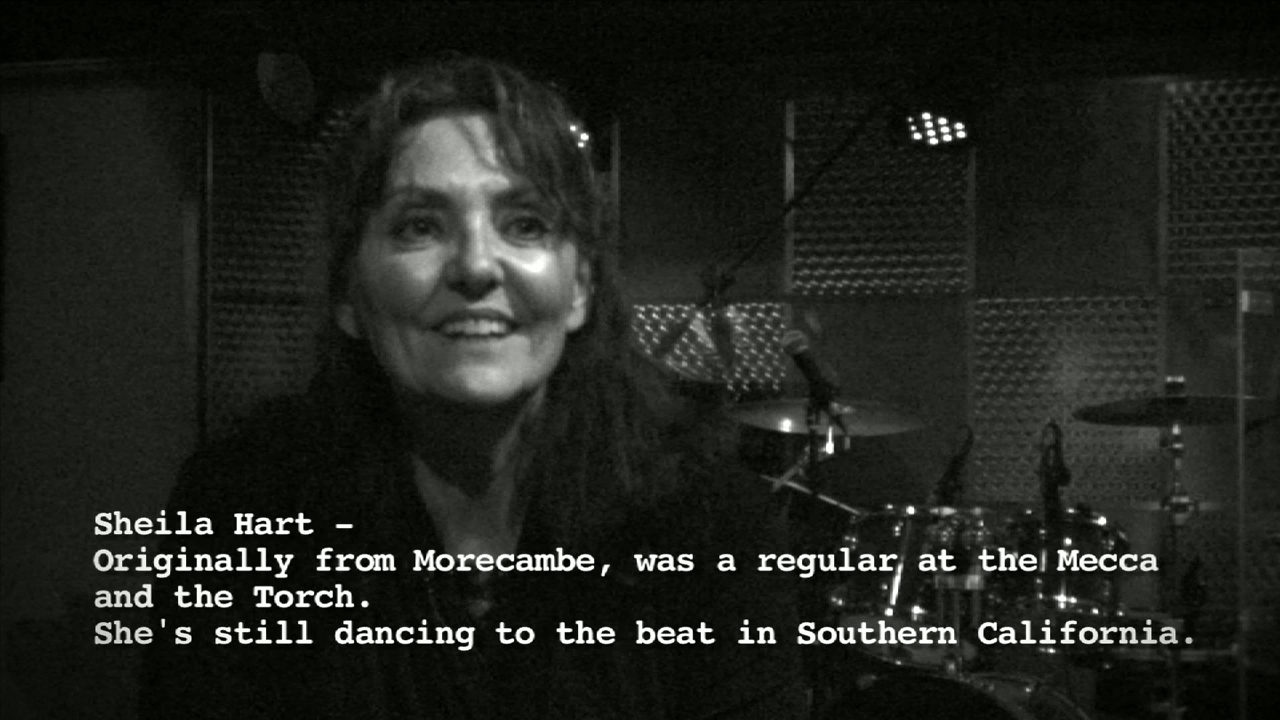 Sheila Hart –
Originally from Morecambe, was a regular at the Mecca
and the Torch.
She's still dancing to the beat in Southern California.